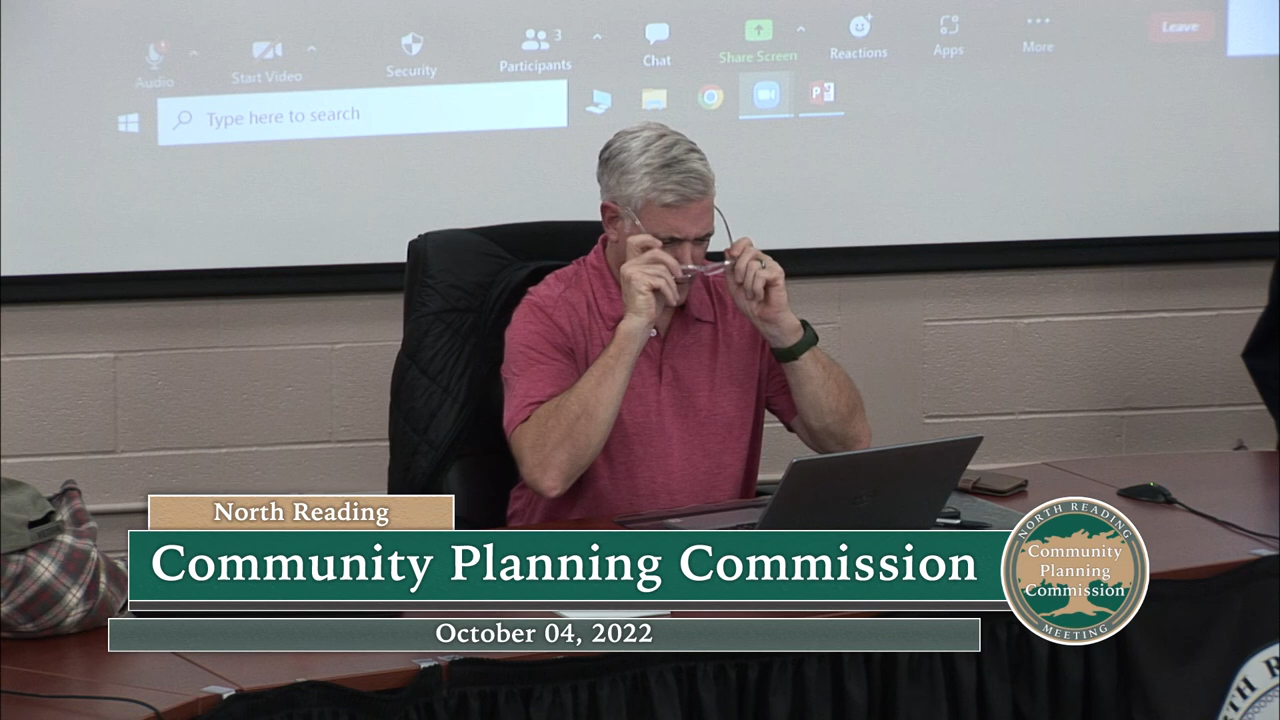 Audio
Start Video
Security
Participants
3
Chat
Share Screen
Reactions
Apps
More
Leave
Type here to search
North Reading
Community Planning Commission
October 04, 2022
NORTH READING
Community
Planning
Commission
MEETING
TH R